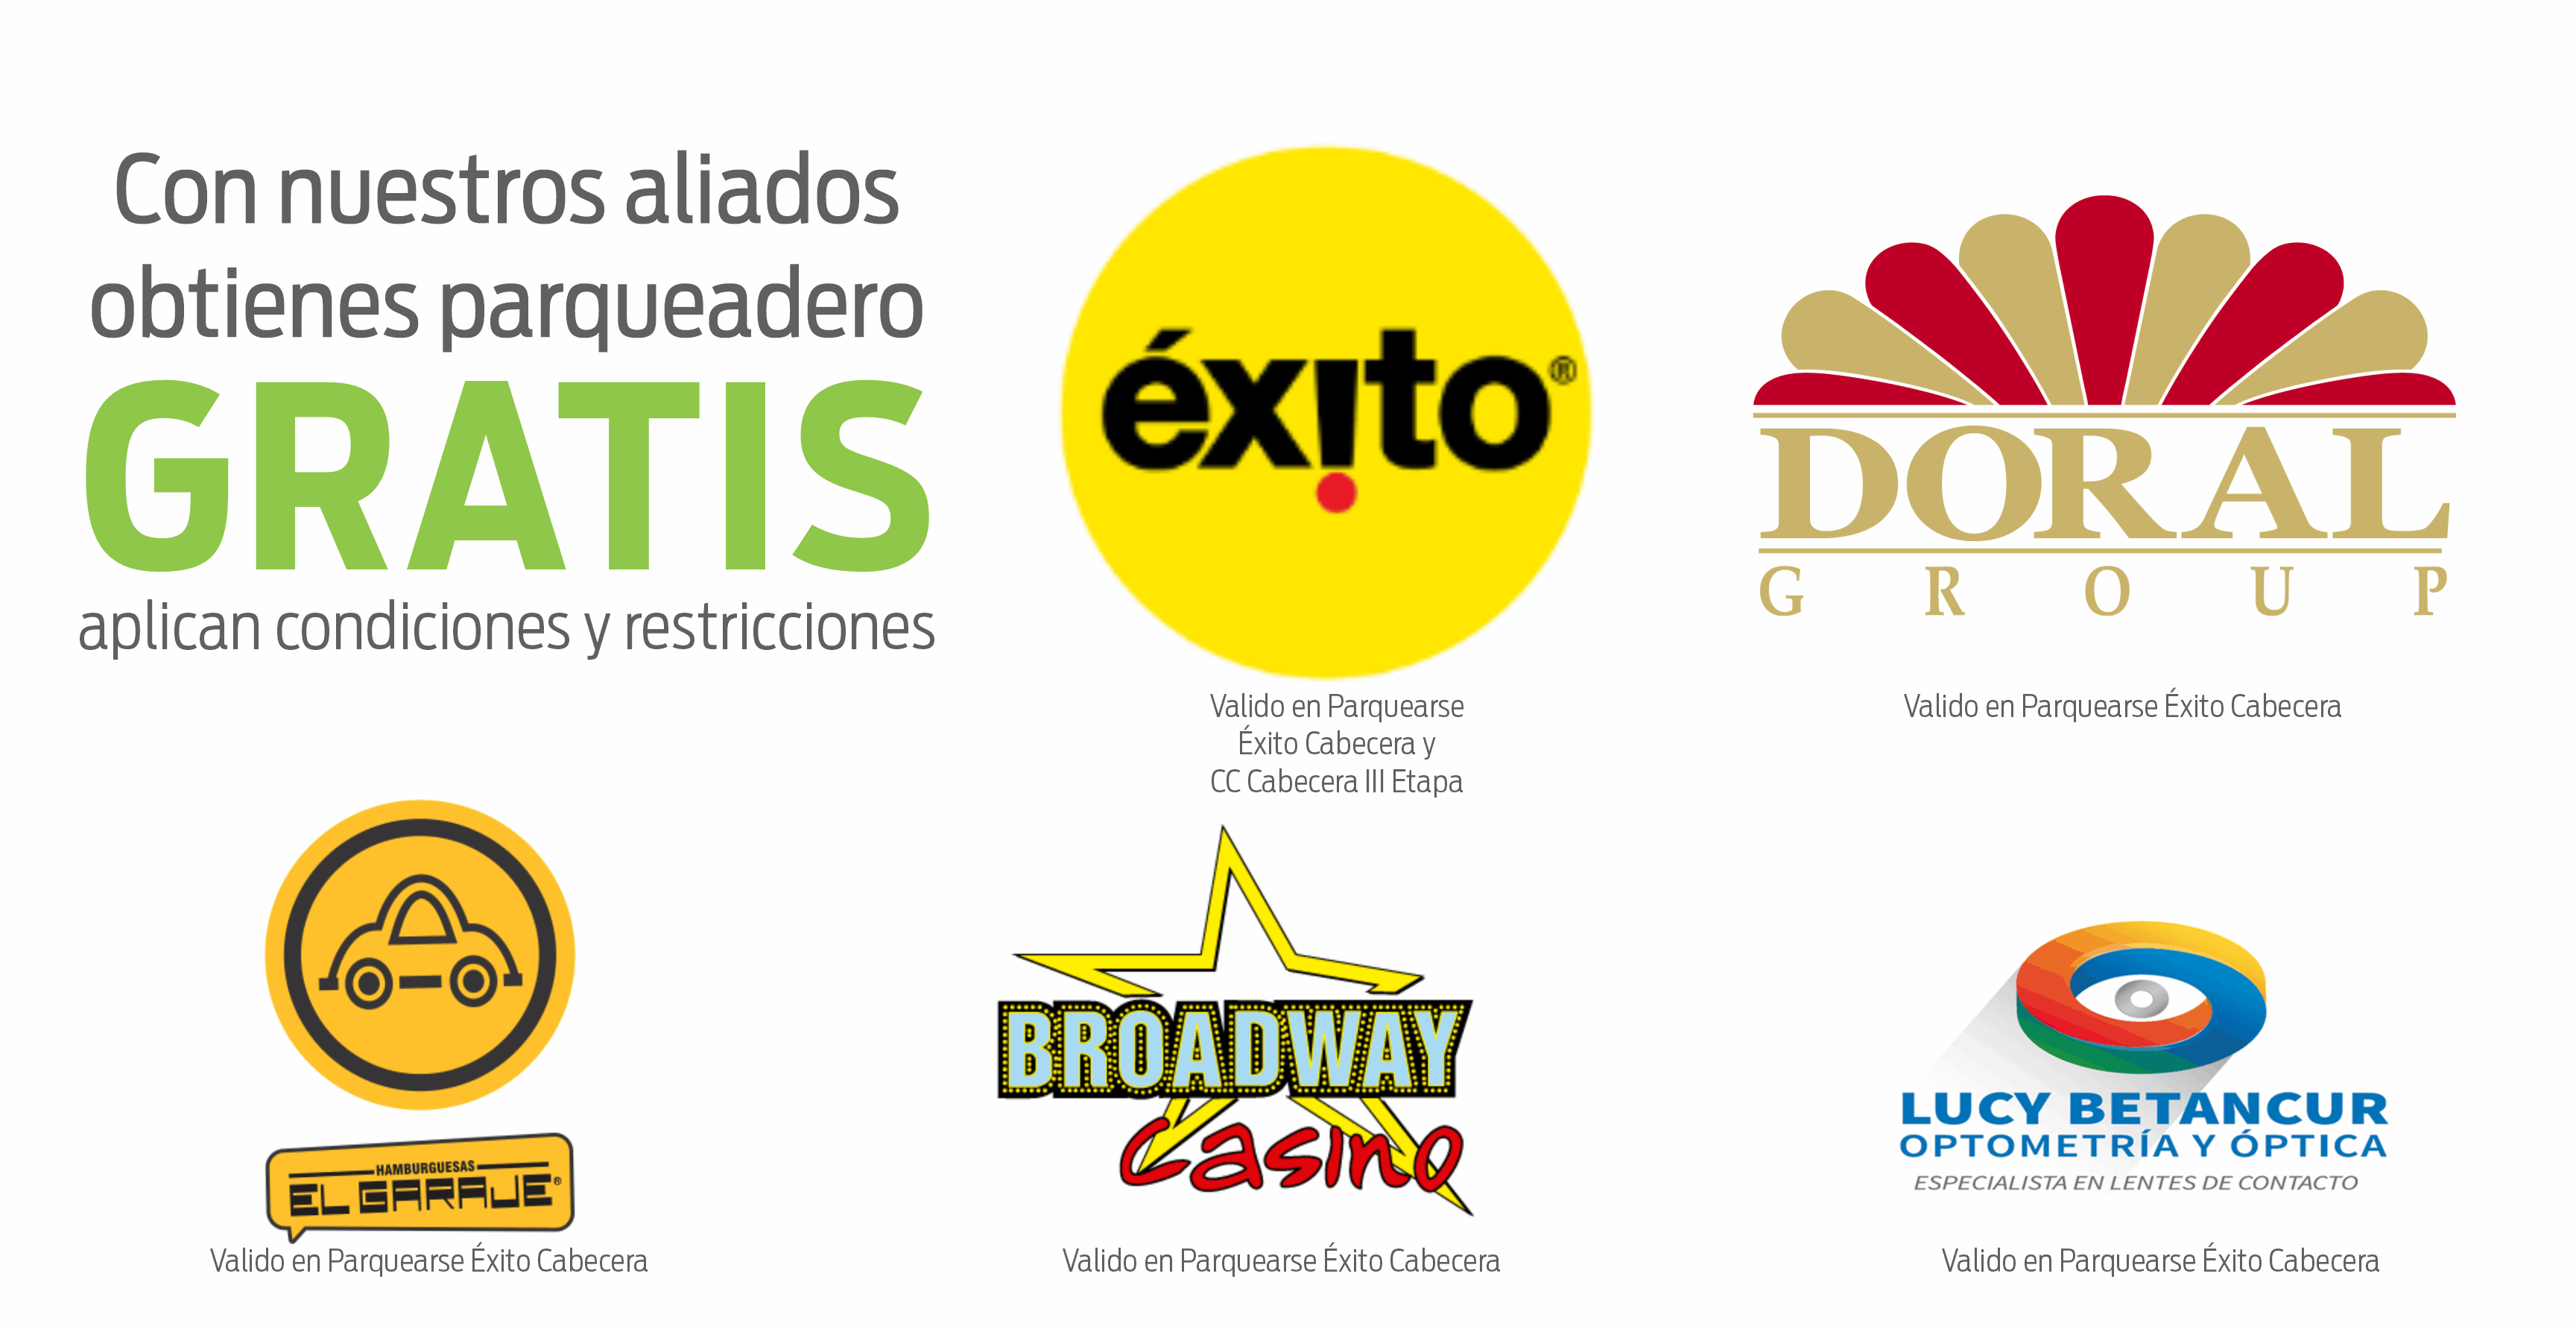 Con nuestros aliados
obtienes parqueadero
GRATIS
aplican condiciones y restricciones
éxito®
Valido en Parquearse
Éxito Cabecera y
CC Cabecera III Etapa
DORAL
GROUP
Valido en Parquearse Éxito Cabecera
HAMBURGUESAS
EL GARAJE®
Valido en Parquearse Éxito Cabecera
BROADWAY
Casino
Valido en Parquearse Éxito Cabecera
LUCY BETANCUR
OPTOMETRÍA Y ÓPTICA
ESPECIALISTA EN LENTES DE CONTACTO
Valido en Parquearse Éxito Cabecera